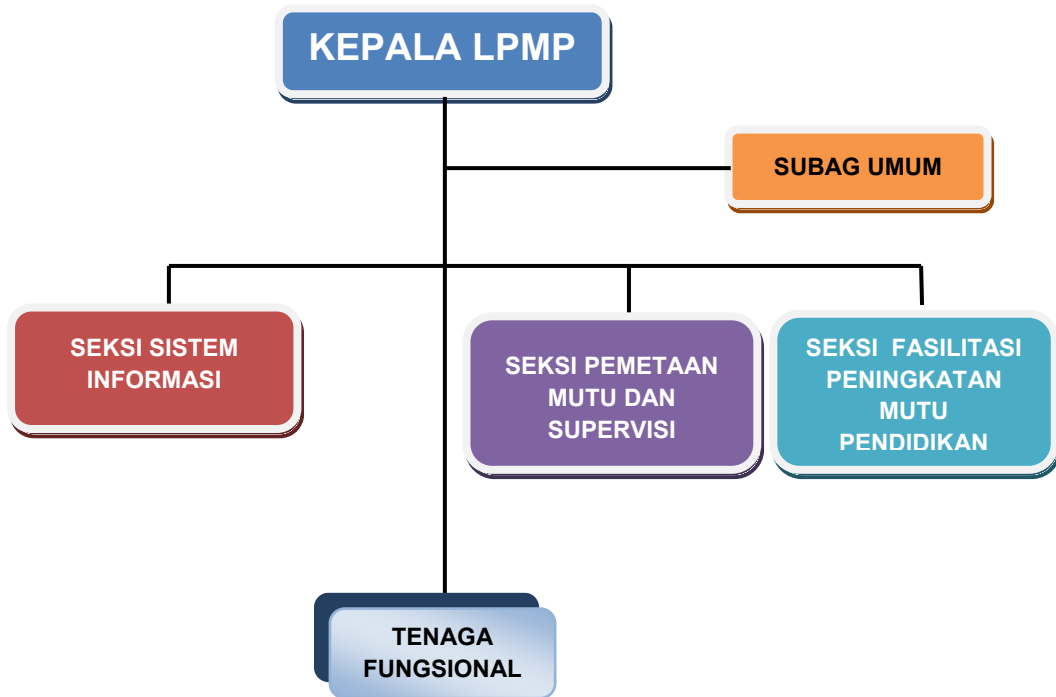 KEPALA LPMP
SUBAG UMUM
SEKSI SISTEM
INFORMASI
SEKSI PEMETAAN
MUTU DAN
SUPERVISI
SEKSI FASILITASI
PENINGKATAN
MUTU
PENDIDIKAN
TENAGA
FUNGSIONAL